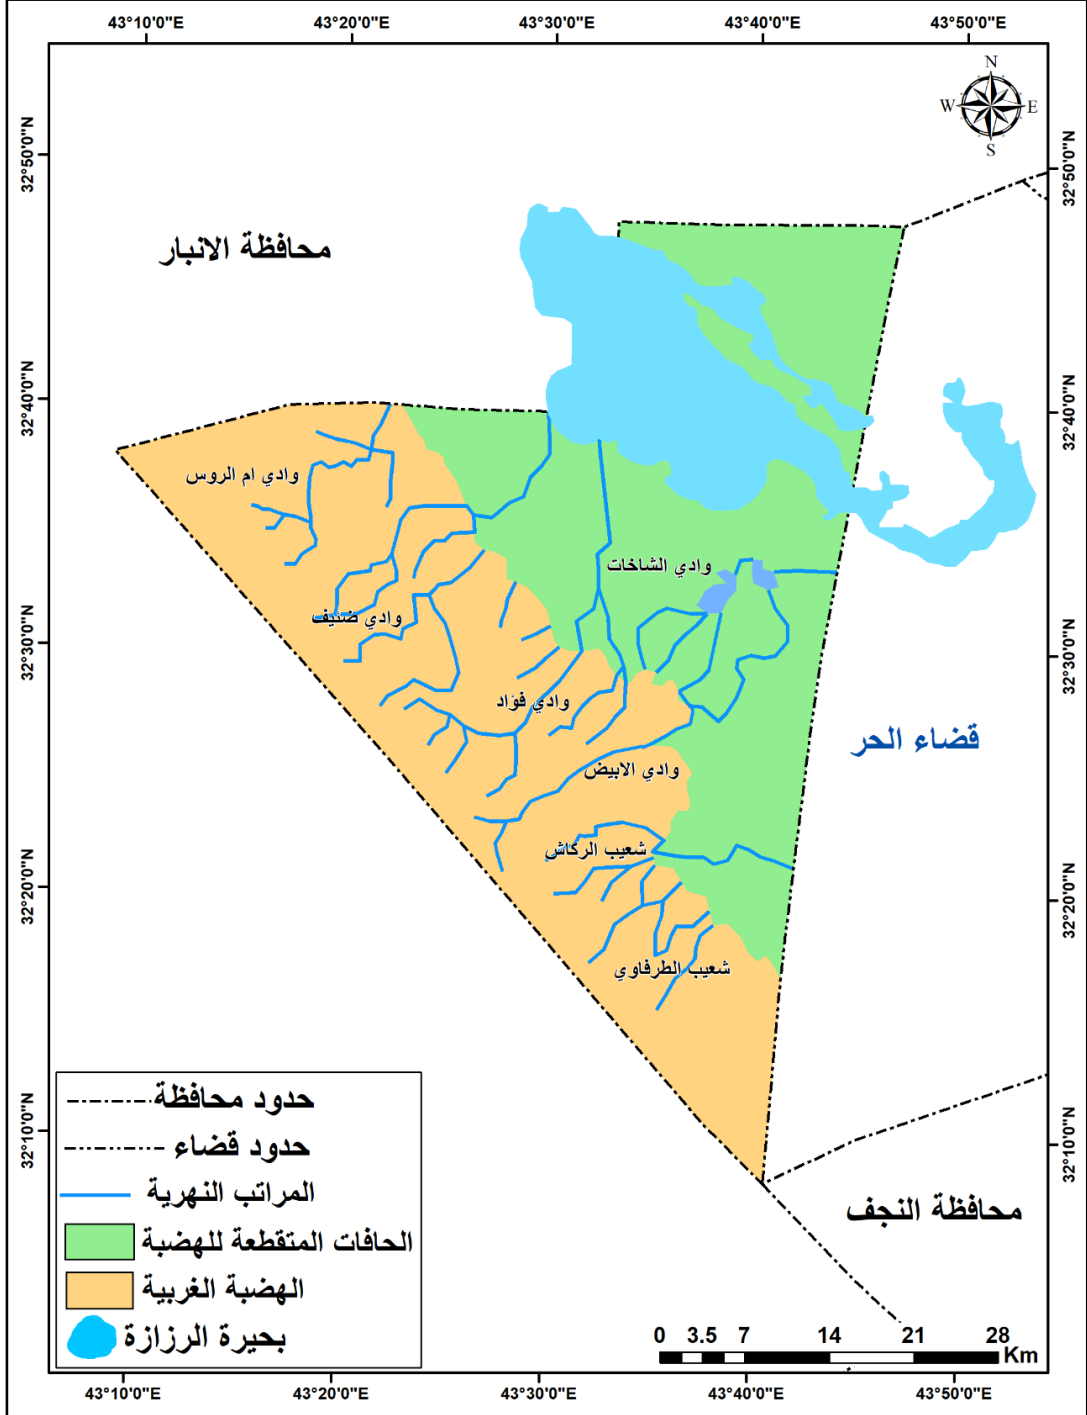 43°10'0"E 43°20'0"E 43°30'0"E 43°40'0"E 43°50'0"E
N
W E
S
32°50'0"N
32°50'0"N
محافظة الانبار
32°40'0"N
32°40'0"N
وادي ام الروس
وادي الشاخات
وادي ضنيف
32°30'0"N
32°30'0"N
وادي فؤاد
قضاء الحر
وادي الابيض
شعيب الركاش
32°20'0"N
32°20'0"N
شعيب الطرفاوي
32°10'0"N
32°10'0"N
محافظة النجف
حدود محافظة
حدود قضاء
المراتب النهرية
الحافات المتقطعة للهضبة
الهضبة الغربية
بحيرة الرزازة
0 3.5 7 14 21 28
Km
43°10'0"E 43°20'0"E 43°30'0"E 43°40'0"E 43°50'0"E